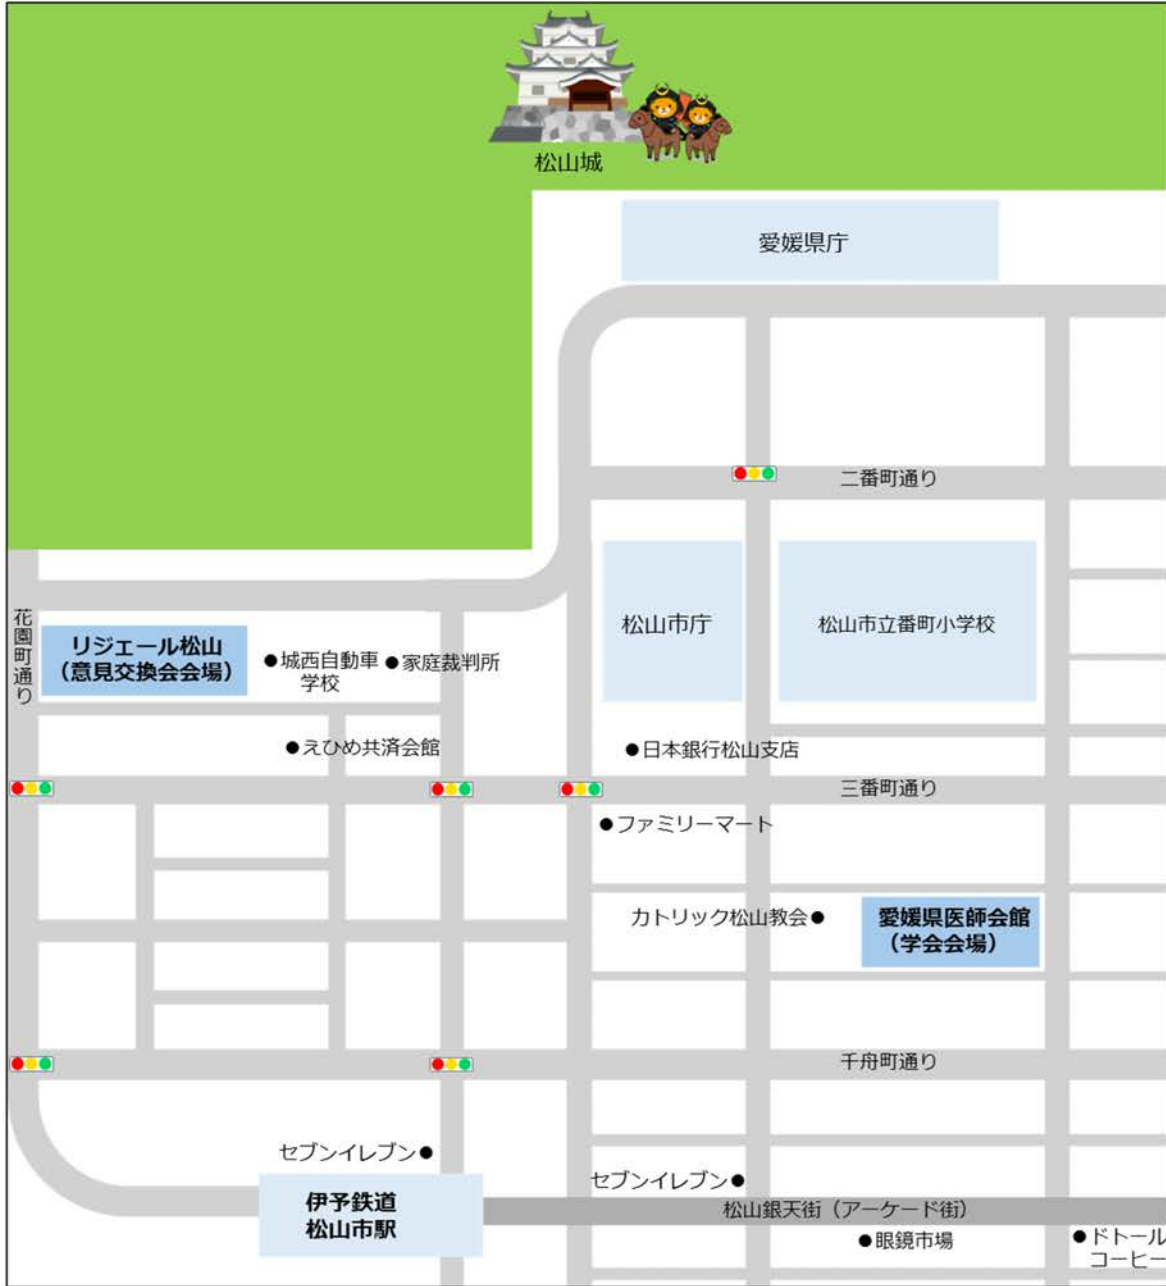 松山城
愛媛県庁
二番町通り
花園町通り
リジェール松山
（意見交換会会場）
●城西自動車
学校
●家庭裁判所
松山市庁
松山市立番町小学校
●えひめ共済会館
●日本銀行松山支店
三番町通り
●ファミリーマート
カトリック松山教会●
愛媛県医師会館
（学会会場）
千舟町通り
セブンイレブン●
セブンイレブン●
伊予鉄道
松山市駅
松山銀天街（アーケード街）
●眼鏡市場
●ドトール
コーヒー